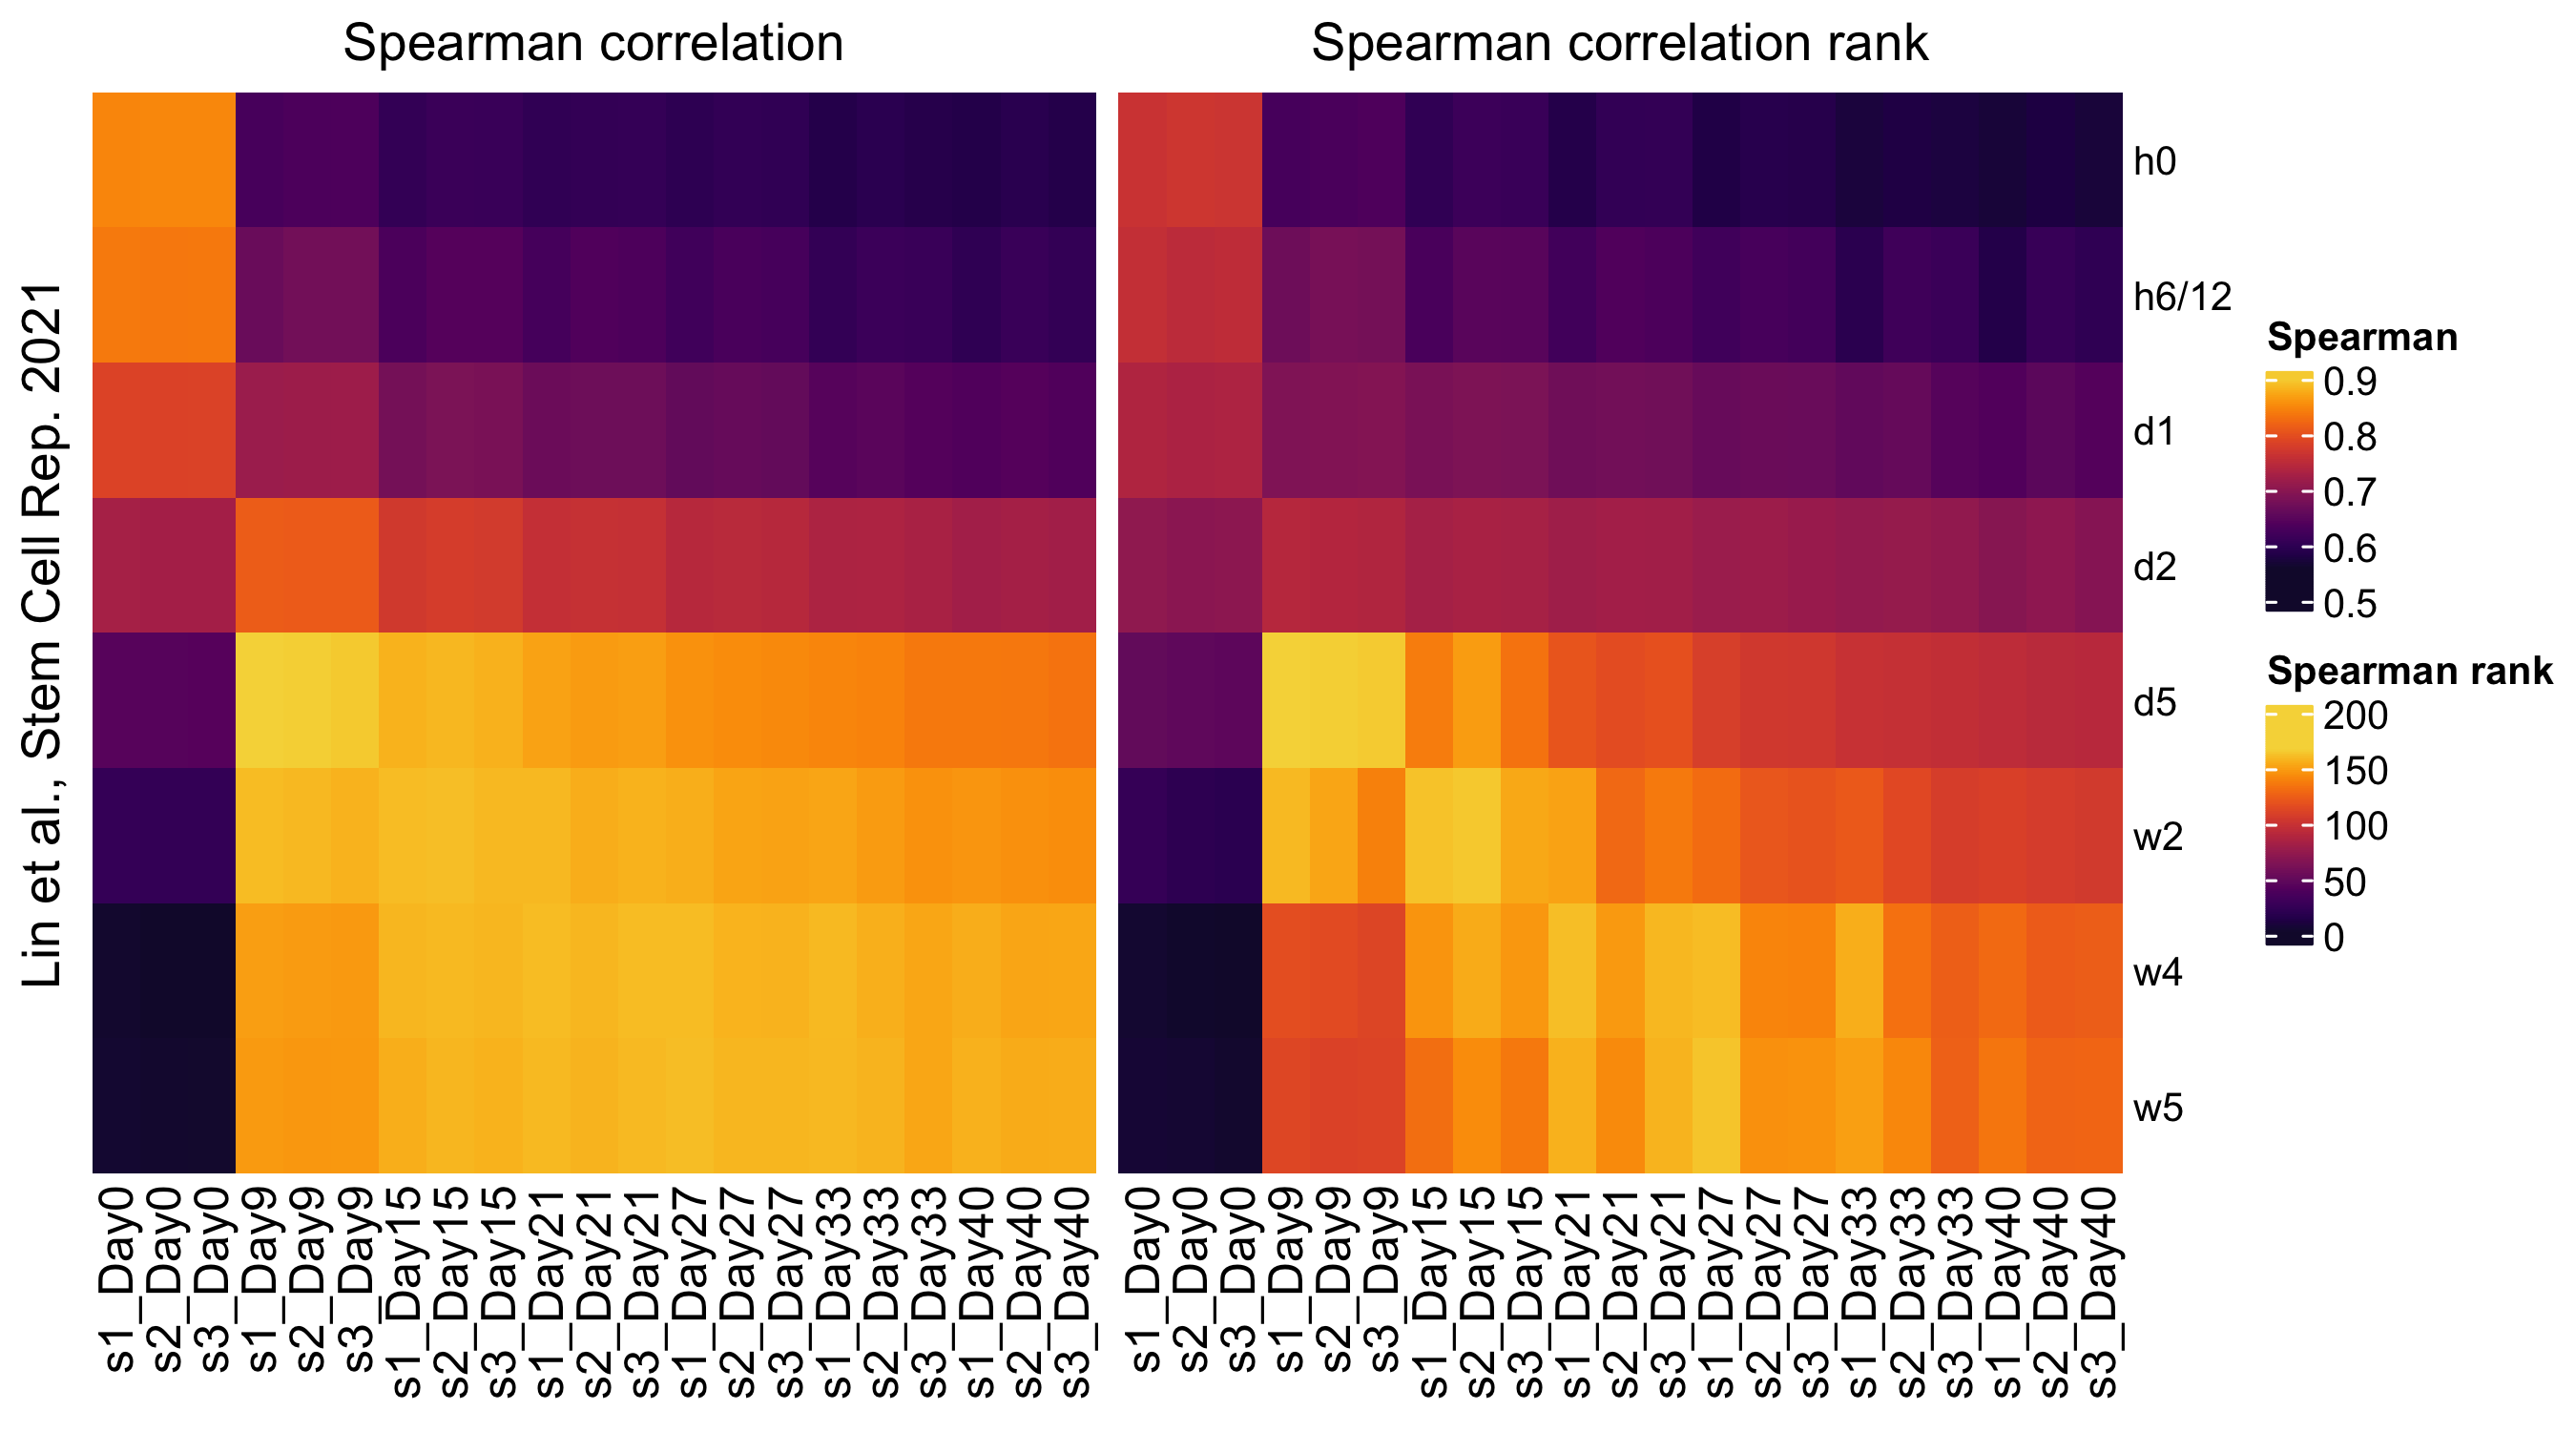 Spearman correlation
Spearman correlation rank
Lin et al., Stem Cell Rep. 2021
h0
h6/12
d1
d2
d5
w2
w4
w5
Spearman
0.9
0.8
0.7
0.6
0.5
Spearman rank
200
150
100
50
0
s1_Day0
s2_Day0
s3_Day0
s1_Day9
s2_Day9
s3_Day9
s1_Day15
s2_Day15
s3_Day15
s1_Day21
s2_Day21
s3_Day21
s1_Day27
s2_Day27
s3_Day27
s1_Day33
s2_Day33
s3_Day33
s1_Day40
s2_Day40
s3_Day40
s1_Day0
s2_Day0
s3_Day0
s1_Day9
s2_Day9
s3_Day9
s1_Day15
s2_Day15
s3_Day15
s1_Day21
s2_Day21
s3_Day21
s1_Day27
s2_Day27
s3_Day27
s1_Day33
s2_Day33
s3_Day33
s1_Day40
s2_Day40
s3_Day40